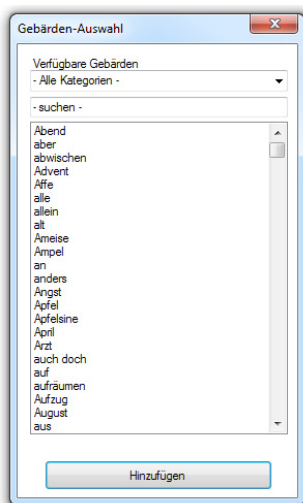 Gebärden-Auswahl
Verfügbare Gebärden
- Alle Kategorien -
- suchen -
Abend
aber
abwischen
Advent
Affe
alle
allein
alt
Ameise
Ampel
an
anders
Angst
Apfel
Apfelsine
April
Arzt
auch doch
auf
aufräumen
Aufzug
August
aus
Hinzufügen